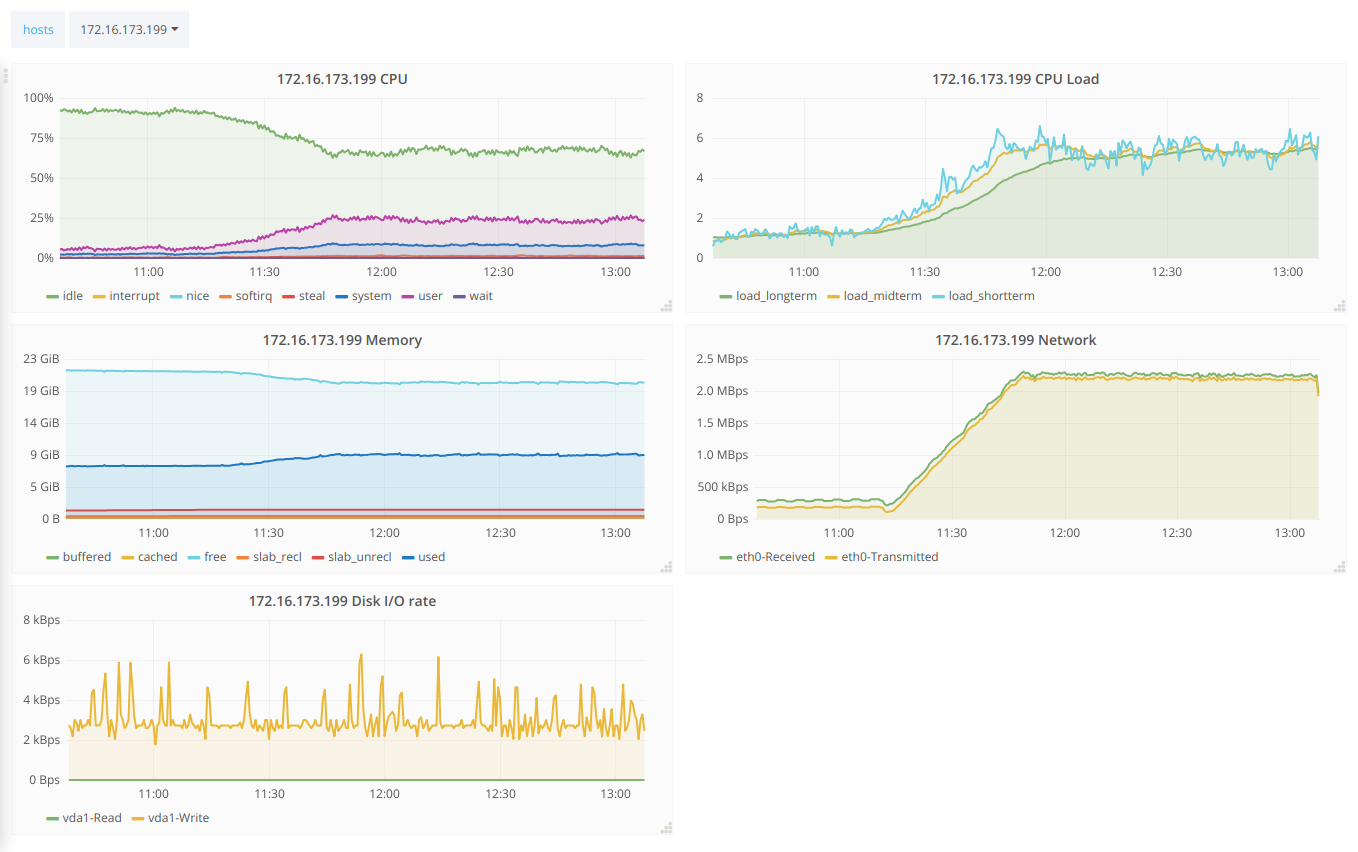 hosts 172.16.173.199
172.16.173.199 CPU
100%
75%
50%
25%
0%
11:00 11:30 12:00 12:30 13:00
idle interrupt nice softirq steal system user wait
172.16.173.199 CPU Load
8
6
4
2
0
11:00 11:30 12:00 12:30 13:00
load_longterm load_midterm load_shortterm
172.16.173.199 Memory
23 GiB
19 GiB
14 GiB
9 GiB
5 GiB
0 B
11:00 11:30 12:00 12:30 13:00
buffered cached free slab_recl slab_unrecl used
172.16.173.199 Network
2.5 MBps
2.0 MBps
1.5 MBps
1.0 MBps
500 kBps
0 Bps
11:00 11:30 12:00 12:30 13:00
eth0-Received eth0-Transmitted
172.16.173.199 Disk I/O rate
8 kBps
6 kBps
4 kBps
2 kBps
0 Bps
11:00 11:30 12:00 12:30 13:00
vda1-Read vda1-Write